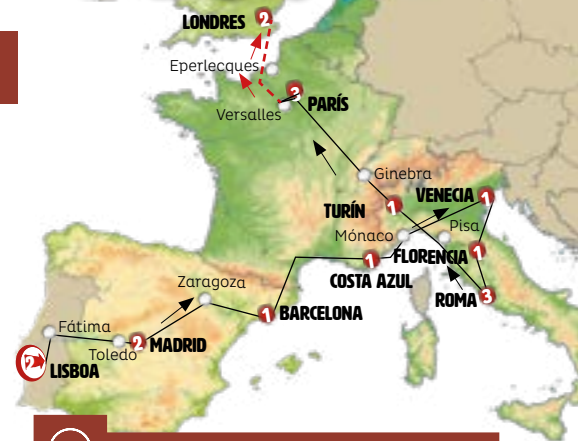 LONDRES 2
Eperlecques
Versalles
3 PARÍS
Ginebra
TURÍN 1
VENECIA 1
Mónaco
Pisa
FLORENCIA 1
1
COSTA AZUL
ROMA 3
Zaragoza
1 BARCELONA
Fátima
Toledo
2 MADRID
2
LISBOA